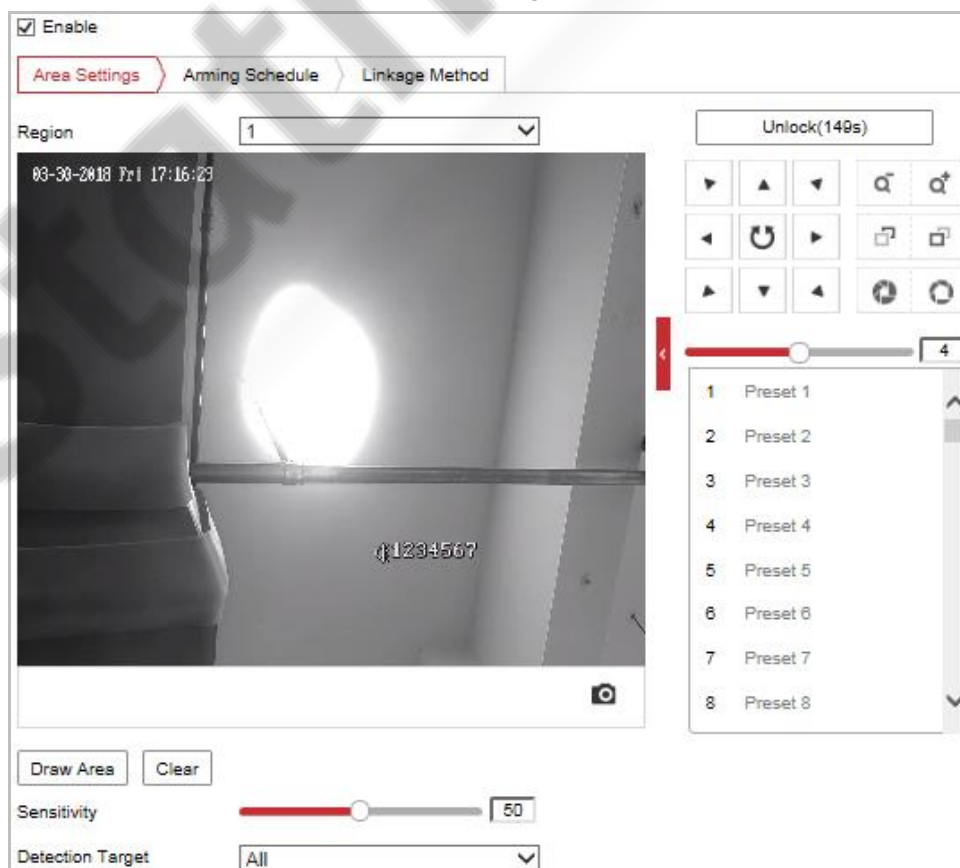 Enable
Area Settings Arming Schedule Linkage Method
Region 1
Unlock(149s)
03-30-2018 Fri 17:16:23
4
1 Preset 1
2 Preset 2
3 Preset 3
4 Preset 4
5 Preset 5
6 Preset 6
7 Preset 7
8 Preset 8
1234567
Draw Area Clear
Sensitivity 50
Detection Target All